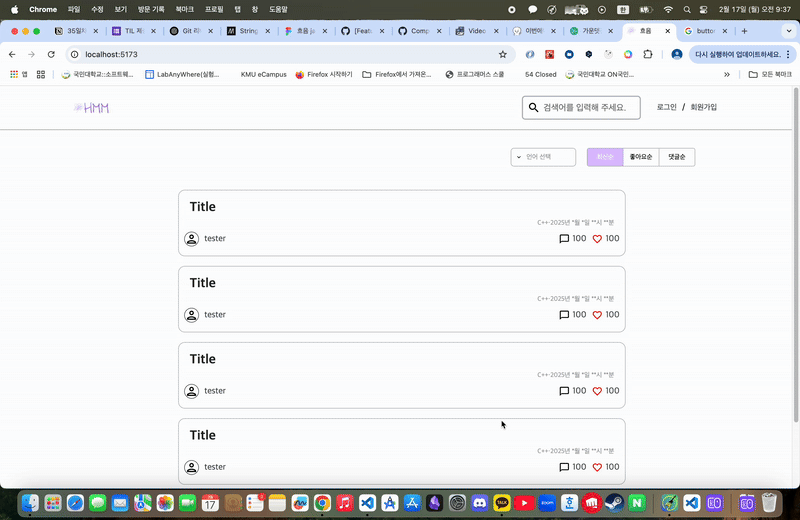 Chrome 파일 수정 보기 방문 기록 북마크 프로필 탭 창 도움말 한 2월 17일 (월) 오전 9:37
35일차 TIL 제 Git 리 String 흐음 ja [Featu Comp Video 이번이 가운맛 흐음 buttor
localhost:5173 다시 실행하여 업데이트하세요.
앱 국민대학교::소프트웨... LabAnyWhere(실험... KMU eCampus Firefox 시작하기 Firefox에서 가져온... 프로그래머스 스쿨 54 Closed 국민대학교 ON국민... 모든 북마크
HMM 검색어를 입력해 주세요. 로그인 / 회원가입
언어 선택 최신순 좋아요순 댓글순
Title
C++·2025년 *월 *일 **시 **분
tester 100 100
Title
C++·2025년 *월 *일 **시 **분
tester 100 100
Title
C++·2025년 *월 *일 **시 **분
tester 100 100
Title
C++·2025년 *월 *일 **시 **분
tester 100 100
17 TALK zoom N